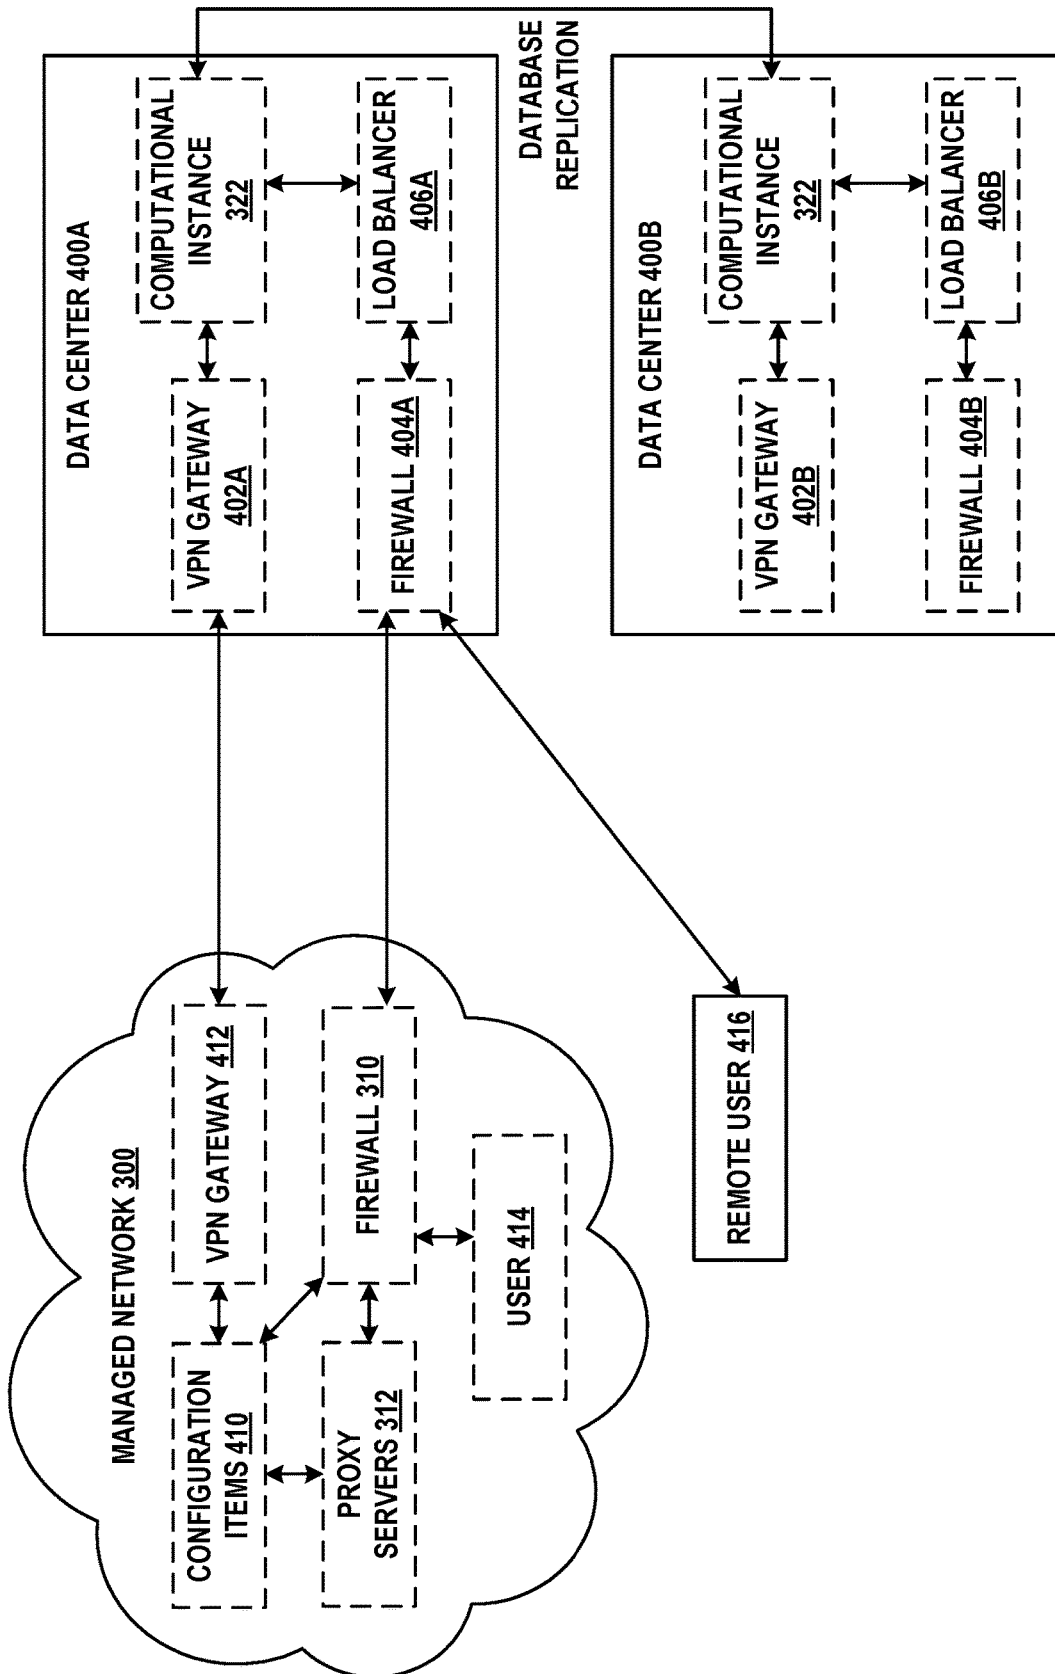 MANAGED NETWORK 300
CONFIGURATION
ITEMS 410
VPN GATEWAY 412
PROXY
SERVERS 312
FIREWALL 310
USER 414
REMOTE USER 416
DATA CENTER 400A
VPN GATEWAY
402A
COMPUTATIONAL
INSTANCE
322
FIREWALL 404A
LOAD BALANCER
406A
DATABASE
REPLICATION
DATA CENTER 400B
VPN GATEWAY
402B
COMPUTATIONAL
INSTANCE
322
FIREWALL 404B
LOAD BALANCER
406B